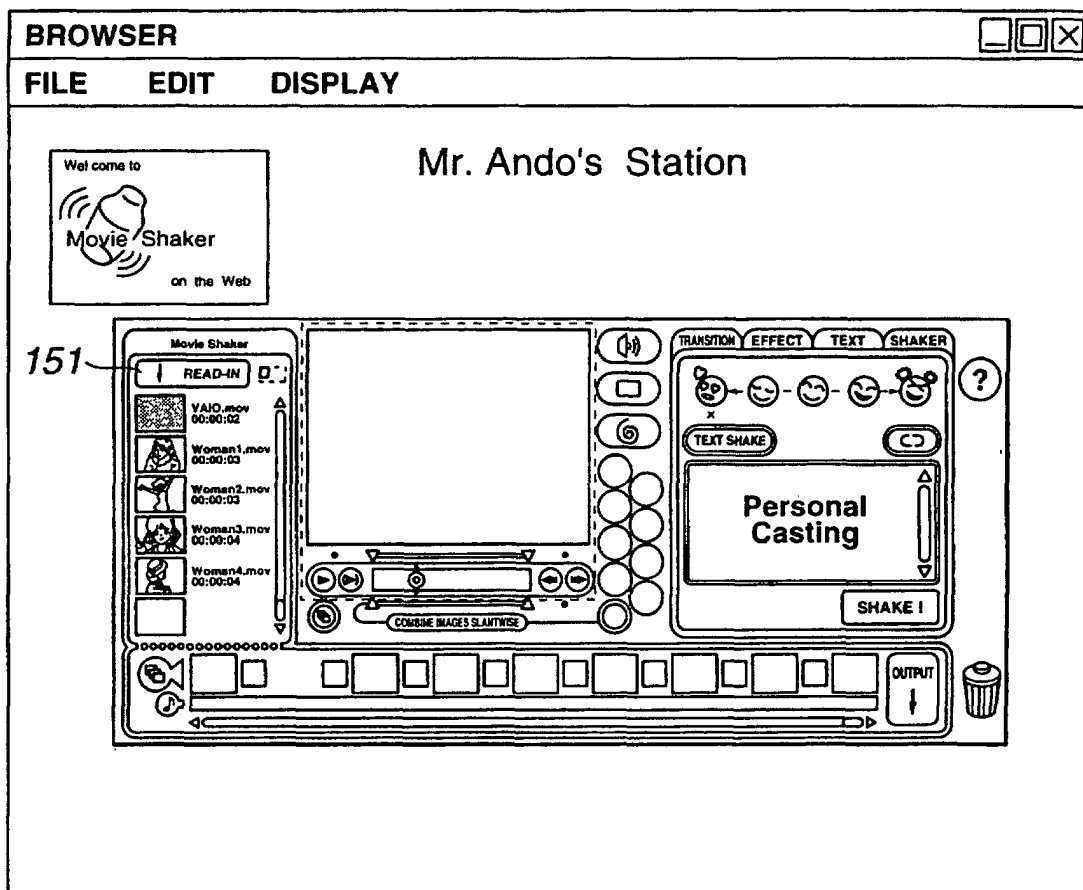 BROWSER
FILE EDIT DISPLAY
Mr. Ando's Station
Wel come to
Movie Shaker
on the Web
151
Movie Shaker
READ-IN
VAIO.mov
00:00:02
Woman1.mov
00:00:03
Woman2.mov
00:00:03
Woman3.mov
00:00:04
Woman4.mov
00:00:04
COMBINE IMAGES SLANTWISE
TRANSITION EFFECT TEXT SHAKER
?
×
TEXT SHAKE
Personal
Casting
SHAKE !
OUTPUT